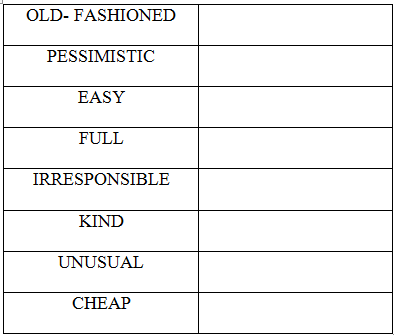 OLD- FASHIONED
PESSIMISTIC
EASY
FULL
IRRESPONSIBLE
KIND
UNUSUAL
CHEAP